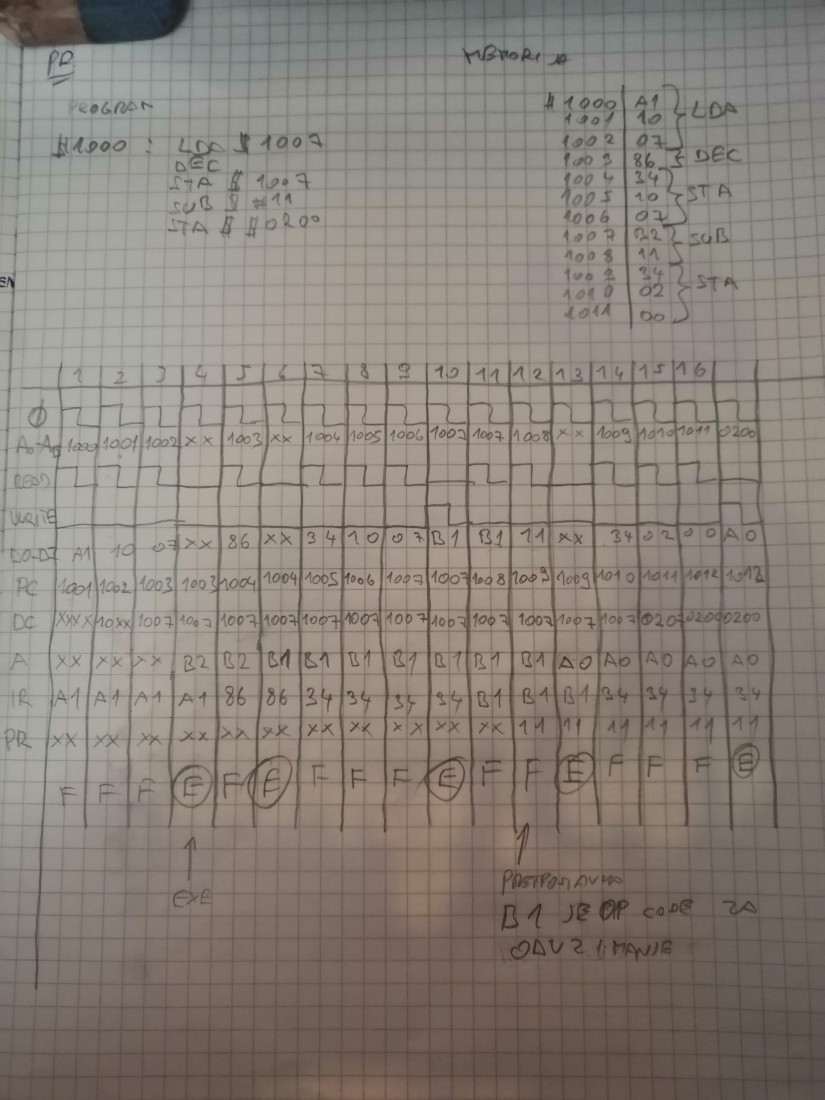 PR
MEMORIJA
PROGRAM
$1000 : LDA $ 1007
DEC
STA $ 1007
SUB $ #11
STA $ $0200
$1000 A1 } LDA
1001 10
1002 07
1003 86 } DEC
1004 34 } STA
1005 10
1006 07
1007 B2 } SUB
1008 11
1009 34 } STA
1010 02
1011 00
EN
1 2 3 4 5 6 7 8 9 10 11 12 13 14 15 16
Φ
1000 1001 1002 xx 1003 xx 1004 1005 1006 1007 1007 1008 xx 1009 1010 1011 0200
READ
WRITE
D0-D7 A1 10 07 xx 86 xx 34 10 07 B1 B1 11 xx 34 02 00 A0
PC 1001 1002 1003 1003 1004 1004 1005 1006 1007 1007 1008 1009 1009 1010 1011 1012 1012
DC xxxx 10xx 1007 1007 1007 1007 1007 1007 1007 1007 1007 1007 1007 1007 0207 0200 0200
A xx xx xx B2 B2 B1 B1 B1 B1 B1 B1 B1 A0 A0 A0 A0 A0
IR A1 A1 A1 A1 86 86 34 34 34 34 B1 B1 B1 34 34 34 34
PR xx xx xx xx xx xx xx xx xx xx xx 11 11 11 11 11 11
F F F E F E F F F E F F E F F F E
↑ ↑
EXE
PRETPOSTAVKA
B1 JE OP CODE ZA
ODUZIMANJE